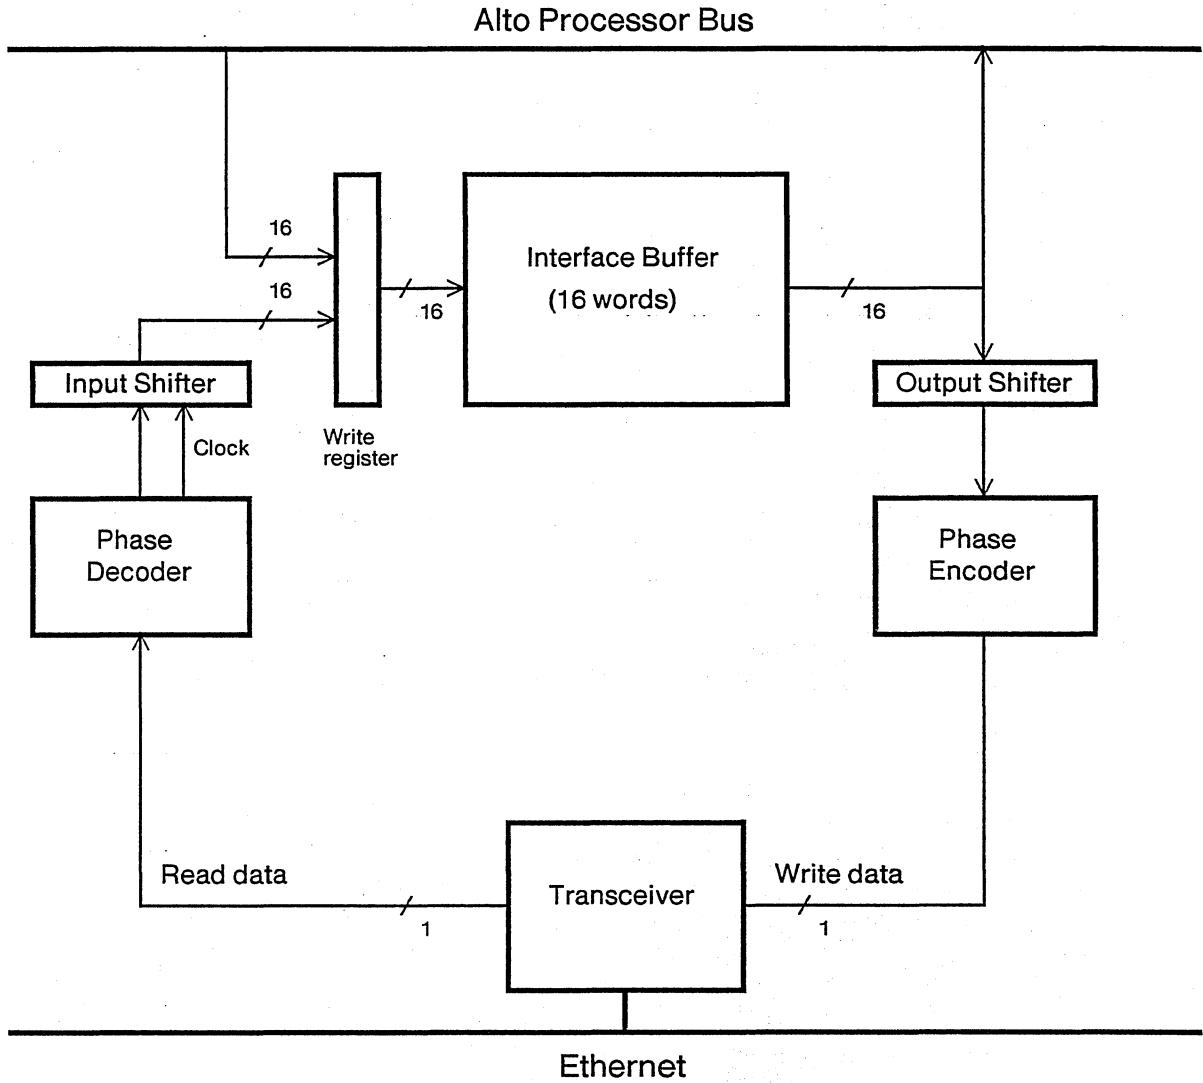 Alto Processor Bus
16
16
16
Interface Buffer
(16 words)
16
Input Shifter
Output Shifter
Clock
Write
register
Phase
Decoder
Phase
Encoder
Read data
1
Transceiver
Write data
1
Ethernet